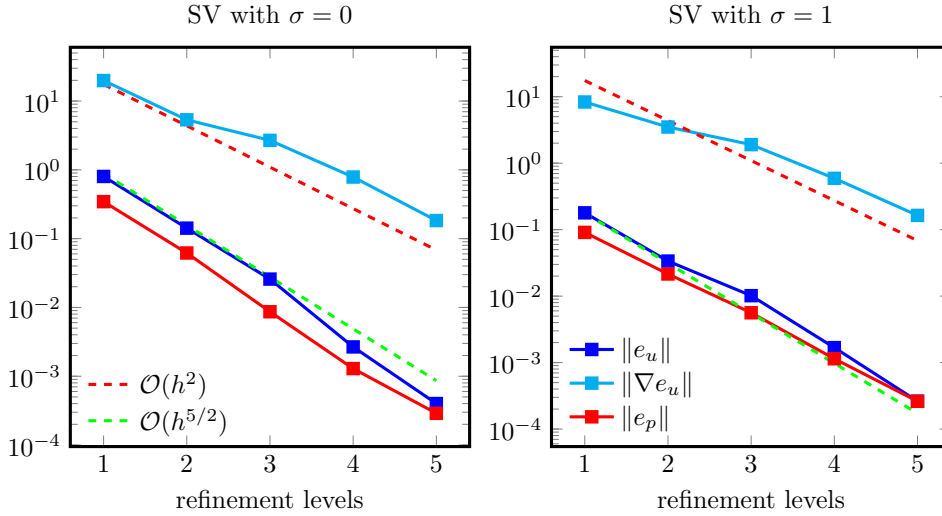 SV with σ = 0
SV with σ = 1
10^1
10^0
10^{-1}
10^{-2}
10^{-3}
10^{-4}
O(h^2)
O(h^{5/2})
1 2 3 4 5
refinement levels
10^1
10^0
10^{-1}
10^{-2}
10^{-3}
10^{-4}
‖e_u‖
‖∇e_u‖
‖e_p‖
1 2 3 4 5
refinement levels